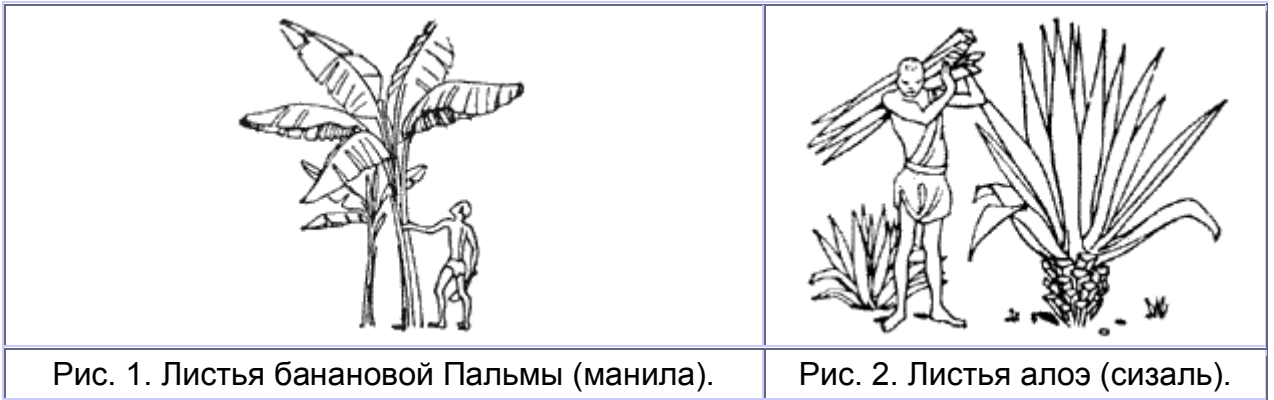 Рис. 1. Листья банановой Пальмы (манила).
Рис. 2. Листья алоэ (сизаль).